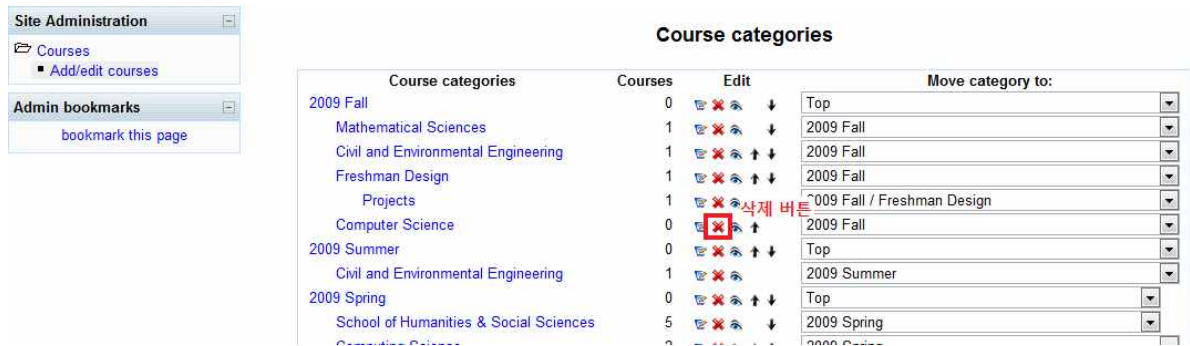 Site Administration
Courses
Add/edit courses
Admin bookmarks
bookmark this page
Course categories
Course categories Courses Edit Move category to:
2009 Fall 0 Top
Mathematical Sciences 1 2009 Fall
Civil and Environmental Engineering 1 2009 Fall
Freshman Design 1 2009 Fall
Projects 1 2009 Fall / Freshman Design
삭제 버튼
Computer Science 0 2009 Fall
2009 Summer 0 Top
Civil and Environmental Engineering 1 2009 Summer
2009 Spring 0 Top
School of Humanities & Social Sciences 5 2009 Spring
Computing Science 2009 Spring